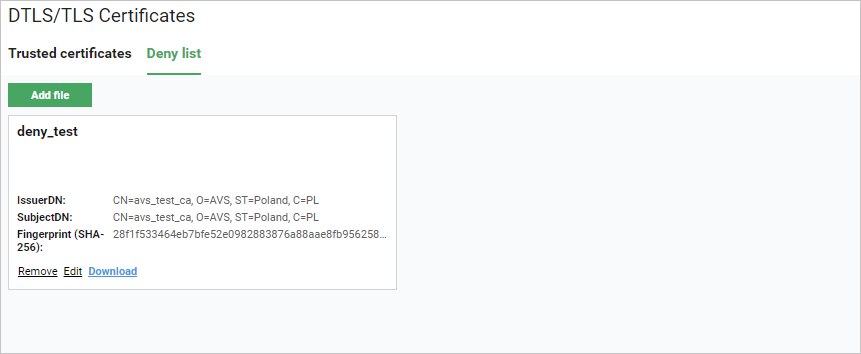 DTLS/TLS Certificates
Trusted certificates Deny list
Add file
deny_test
IssuerDN: CN=avs_test_ca, O=AVS, ST=Poland, C=PL
SubjectDN: CN=avs_test_ca, O=AVS, ST=Poland, C=PL
Fingerprint (SHA- 28f1f533464eb7bfe52e0982883876a88aae8fb956258...
256):
Remove Edit Download